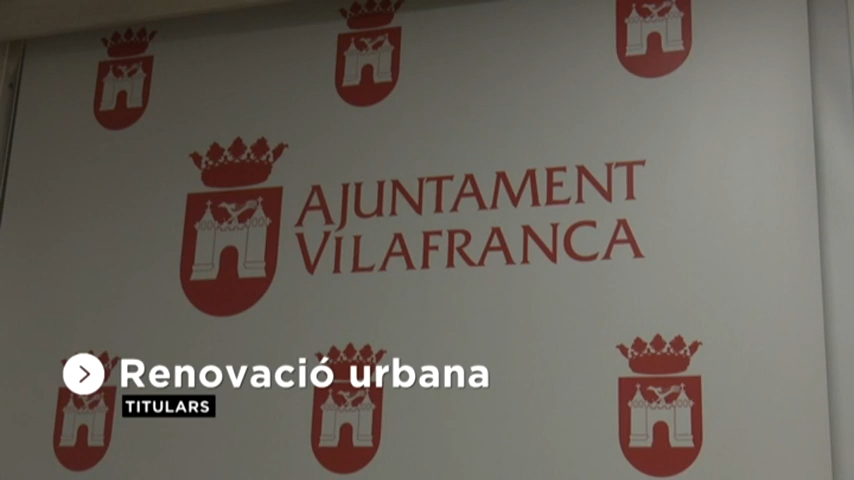 AJUNTAMENT
VILAFRANCA
Renovació urbana
TITULARS